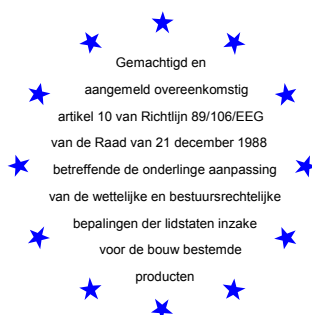 Gemachtigd en
aangemeld overeenkomstig
artikel 10 van Richtlijn 89/106/EEG
van de Raad van 21 december 1988
betreffende de onderlinge aanpassing
van de wettelijke en bestuursrechtelijke
bepalingen der lidstaten inzake
voor de bouw bestemde
producten